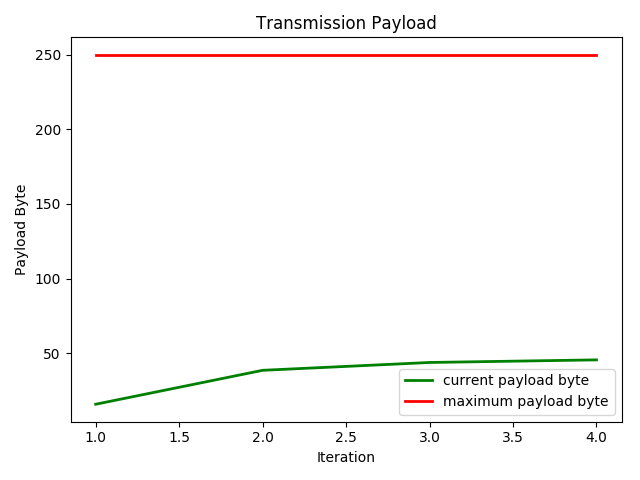 Transmission Payload
Payload Byte
250
200
150
100
50
1.0 1.5 2.0 2.5 3.0 3.5 4.0
Iteration
current payload byte
maximum payload byte